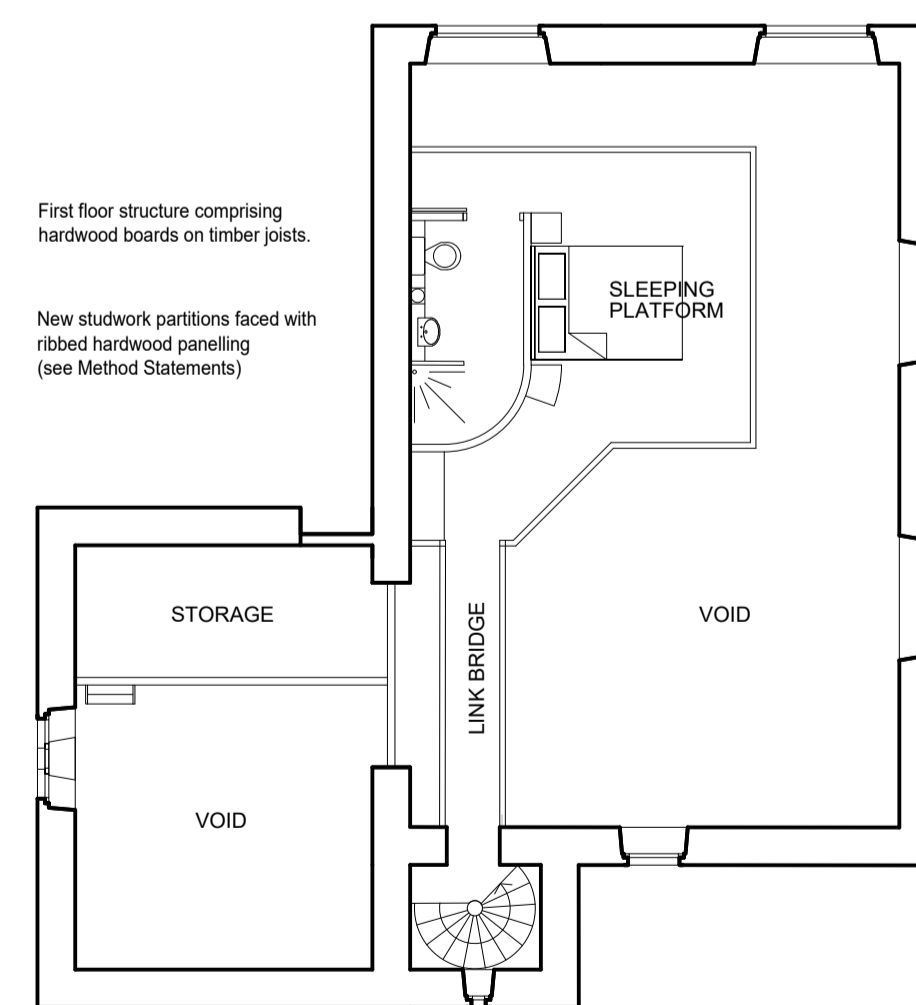 First floor structure comprising
hardwood boards on timber joists.
New studwork partitions faced with
ribbed hardwood panelling
(see Method Statements)
SLEEPING
PLATFORM
STORAGE
LINK BRIDGE
VOID
VOID